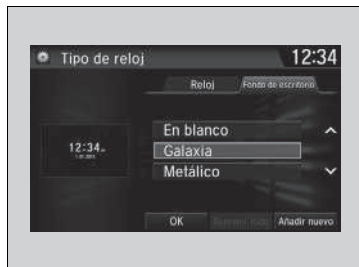 Tipo de reloj
12:34
Reloj
Fondo de escritorio
En blanco
12:34
Galaxia
Metálico
OK
Añadir nuevo